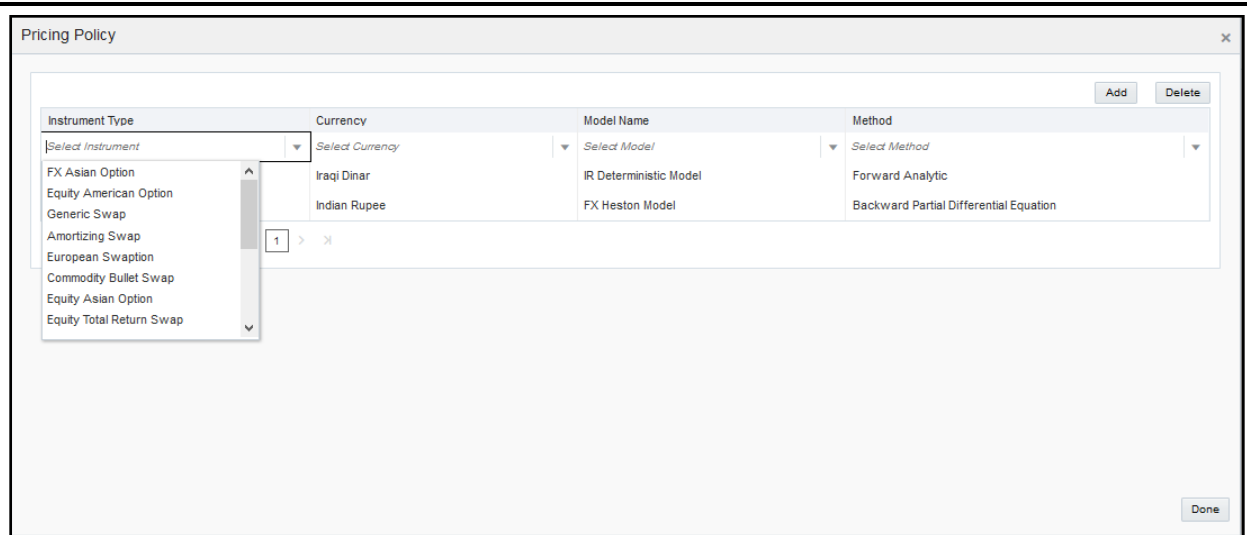 Pricing Policy ×
Add Delete
Instrument Type Currency Model Name Method
Select Instrument Select Currency Select Model Select Method
FX Asian Option
Iraqi Dinar IR Deterministic Model Forward Analytic
Equity American Option
Indian Rupee FX Heston Model Backward Partial Differential Equation
Generic Swap
Amortizing Swap 1
European Swaption
Commodity Bullet Swap
Equity Asian Option
Equity Total Return Swap
Done